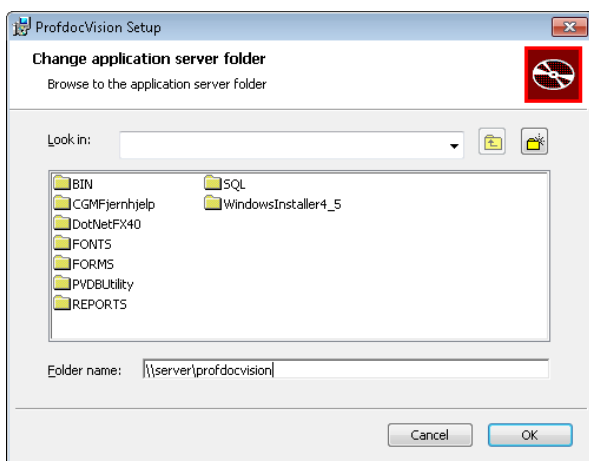 ProfdocVision Setup
Change application server folder
Browse to the application server folder
Look in:
BIN
CGMFjernhjelp
DotNetFX40
FONTS
FORMS
PVDBUtility
REPORTS
SQL
WindowsInstaller4_5
Folder name: \\server\profdocvision
Cancel OK